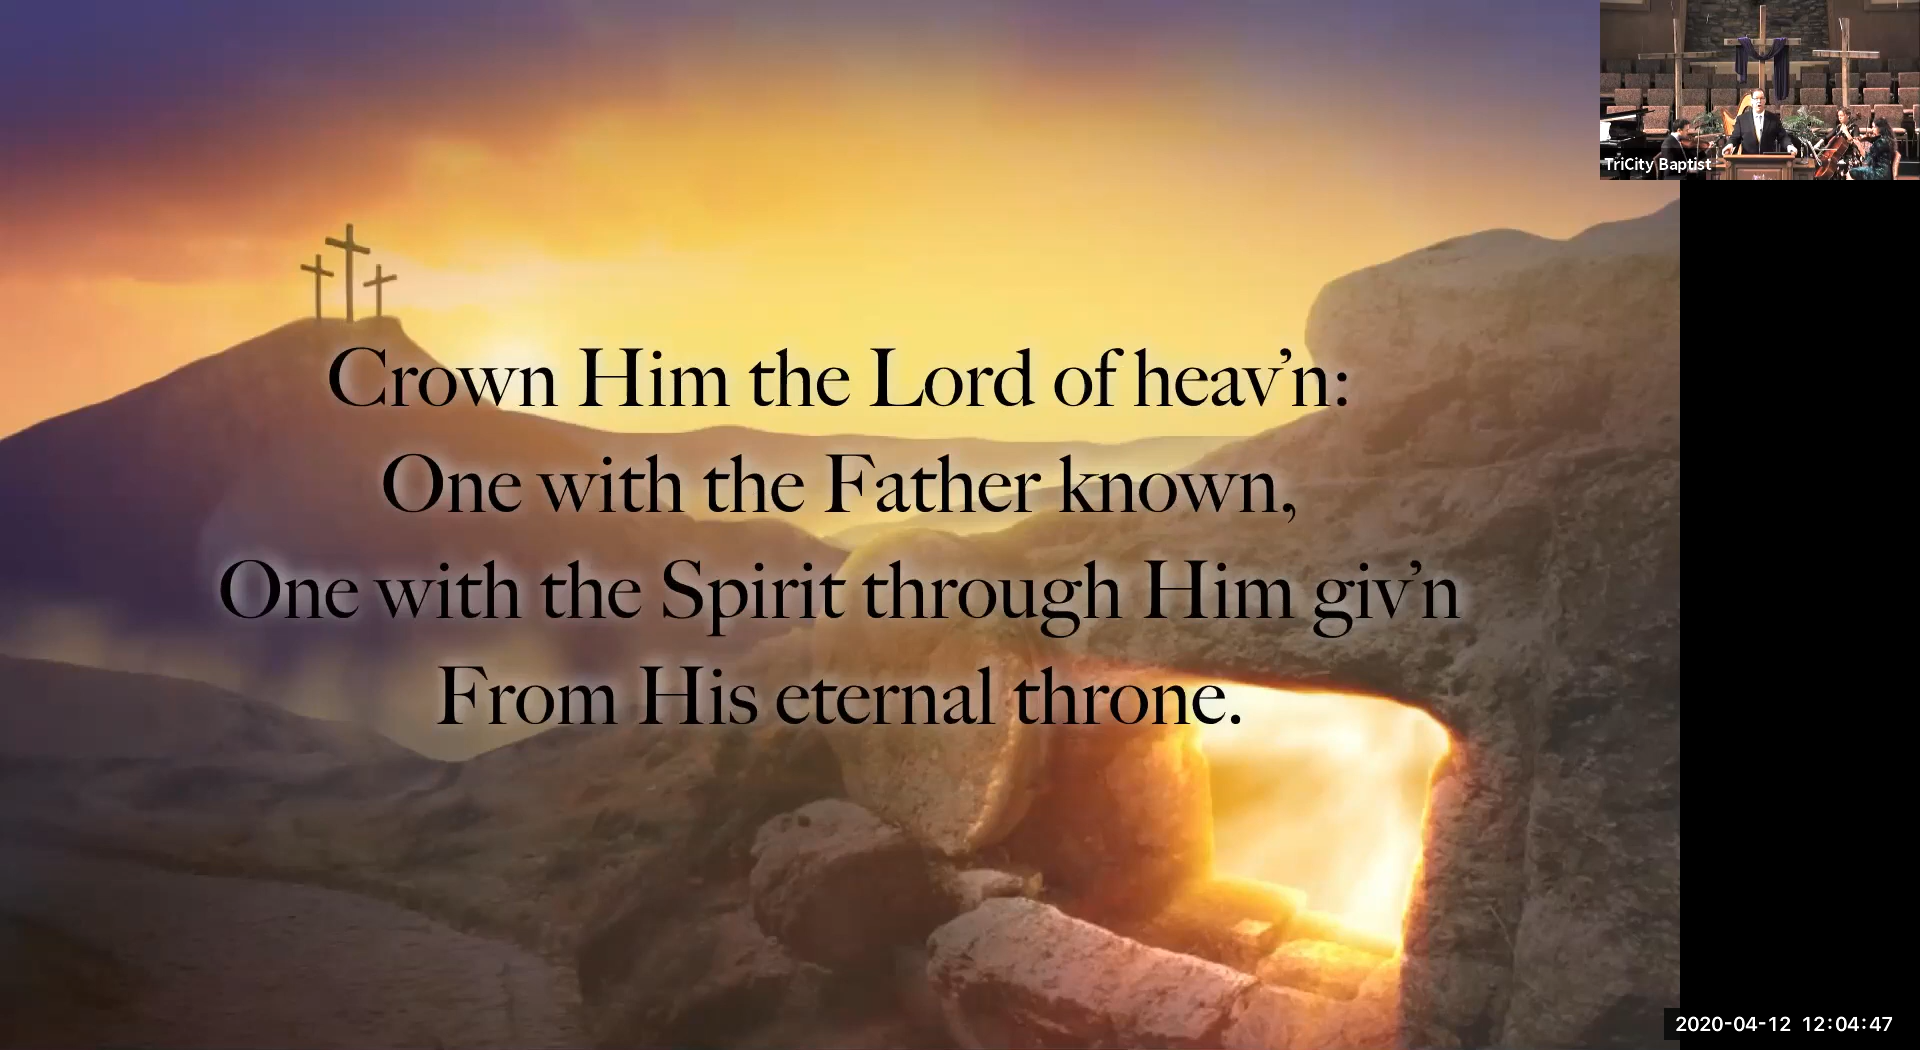 Crown Him the Lord of heav’n:
One with the Father known,
One with the Spirit through Him giv’n
From His eternal throne.
TriCity Baptist
2020-04-12 12:04:47